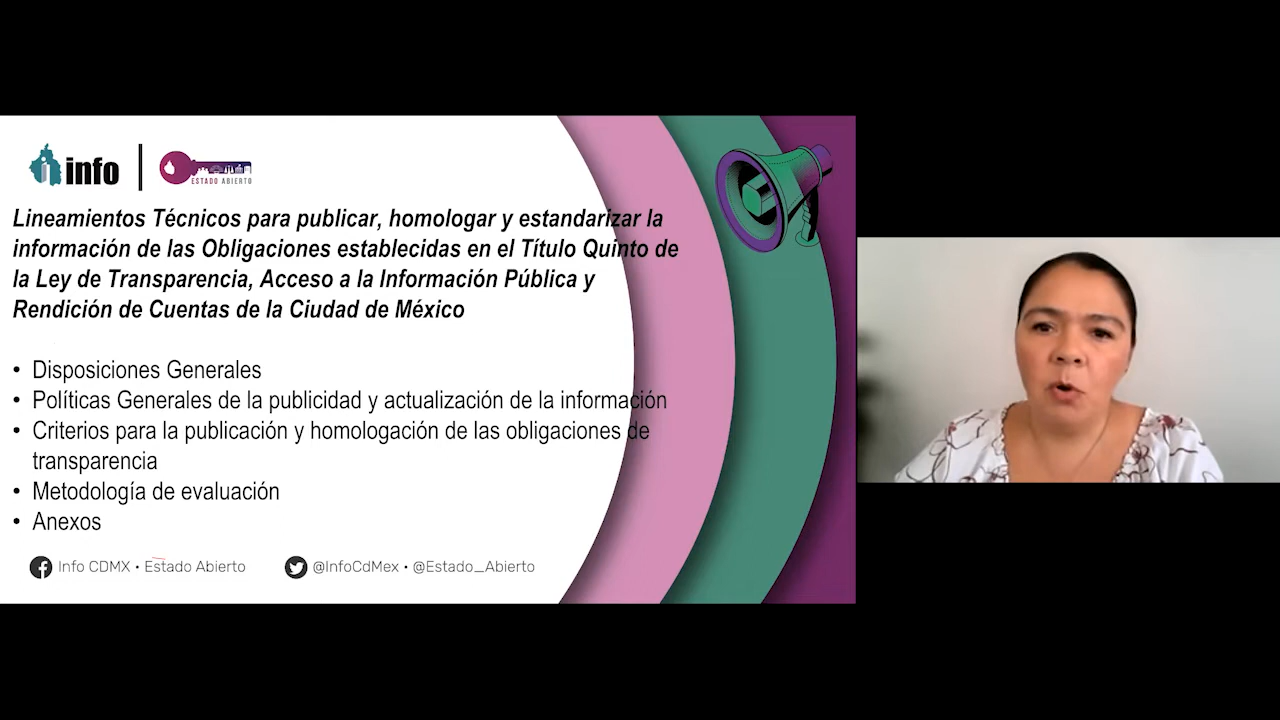 info
ESTADO ABIERTO
Lineamientos Técnicos para publicar, homologar y estandarizar la
información de las Obligaciones establecidas en el Título Quinto de
la Ley de Transparencia, Acceso a la Información Pública y
Rendición de Cuentas de la Ciudad de México
• Disposiciones Generales
• Políticas Generales de la publicidad y actualización de la información
• Criterios para la publicación y homologación de las obligaciones de
transparencia
• Metodología de evaluación
• Anexos
Info CDMX • Estado Abierto
@InfoCdMex • @Estado_Abierto